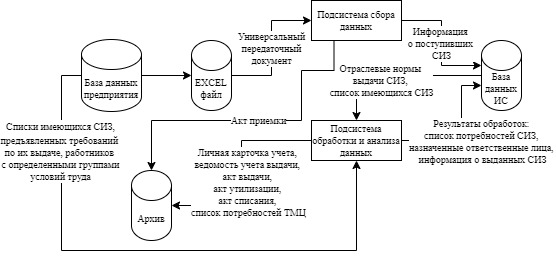 Подсистема сбора
данных
Универсальный
передаточный
документ
Информация
о поступивших
СИЗ
База данных
предприятия
EXCEL
файл
База
данных
ИС
Отраслевые нормы
выдачи СИЗ,
список имеющихся СИЗ
Акт приемки
Списки имеющихся СИЗ,
предъявленных требований
по их выдаче, работников
с определенными группами
условий труда
Подсистема
обработки и анализа
данных
Результаты обработок:
список потребностей СИЗ,
назначенные ответственные лица,
информация о выданных СИЗ
Личная карточка учета,
ведомость учета выдачи,
акт выдачи,
акт утилизации,
акт списания,
список потребностей ТМЦ
Архив